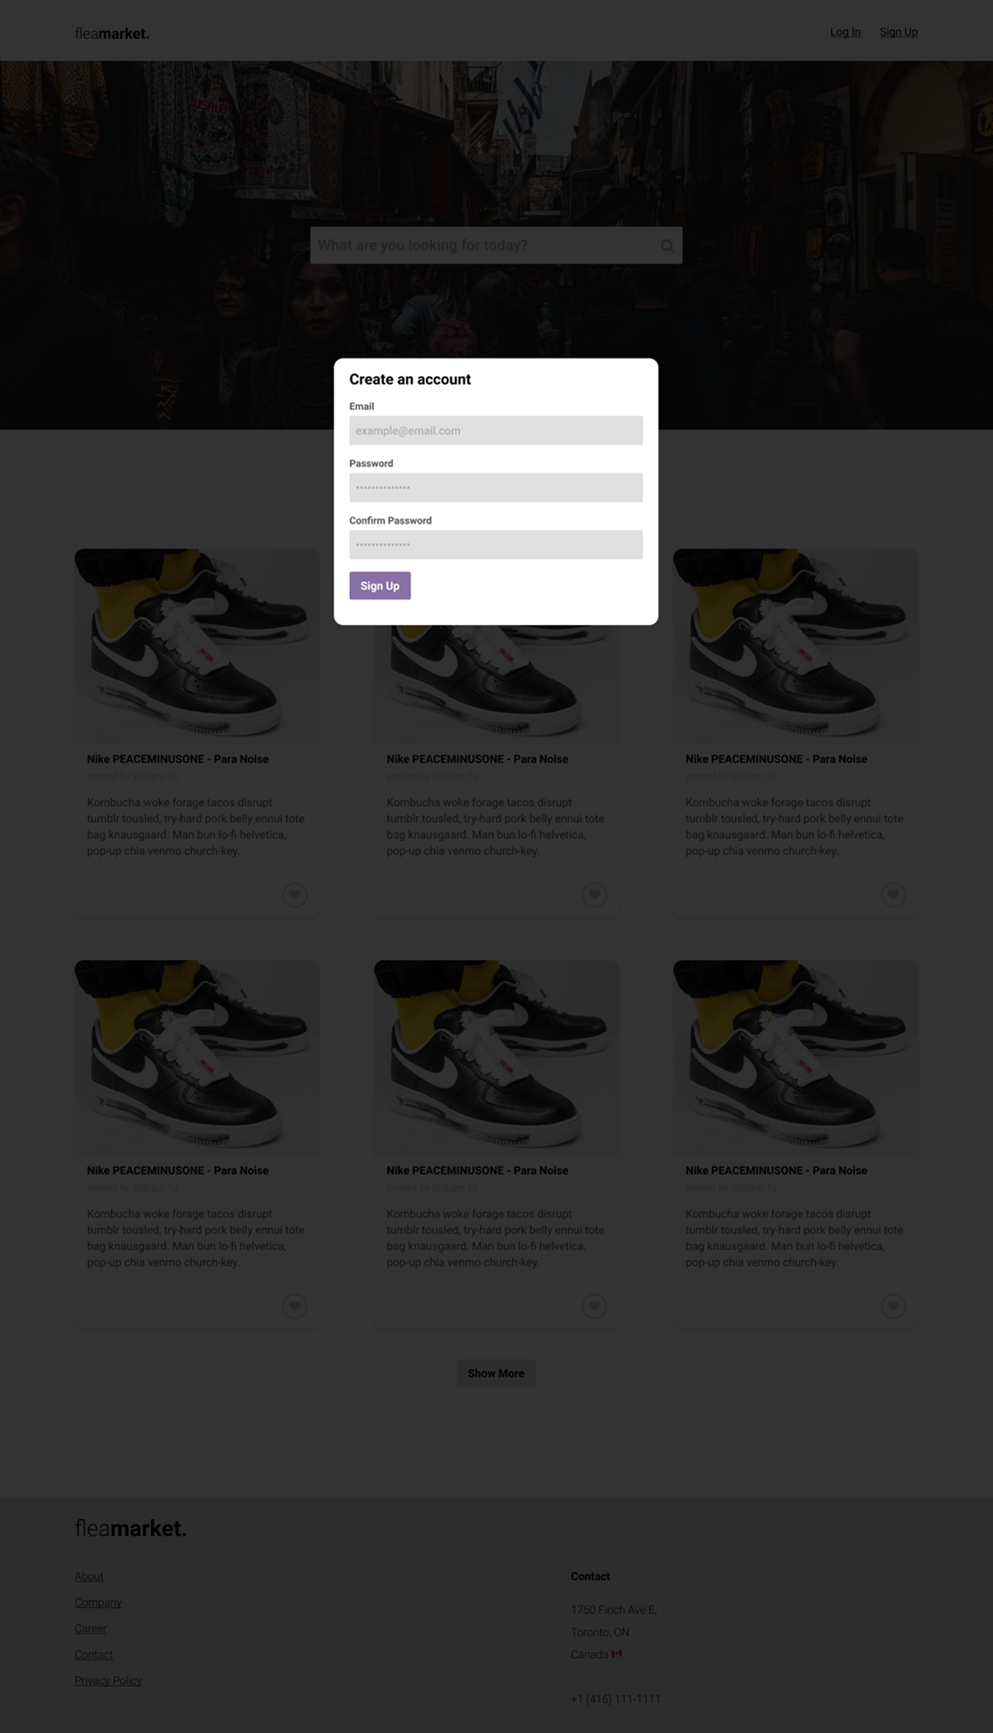 fleamarket.
Log In
Sign Up
What are you looking for today?
Create an account
Email
example@email.com
Password
Confirm Password
Sign Up
Nike PEACEMINUSONE - Para Noise
posted by William To
Kombucha woke forage tacos disrupt
tumblr tousled, try-hard pork belly ennui tote
bag knausgaard. Man bun lo-fi helvetica,
pop-up chia venmo church-key.
Nike PEACEMINUSONE - Para Noise
posted by William To
Kombucha woke forage tacos disrupt
tumblr tousled, try-hard pork belly ennui tote
bag knausgaard. Man bun lo-fi helvetica,
pop-up chia venmo church-key.
Nike PEACEMINUSONE - Para Noise
posted by William To
Kombucha woke forage tacos disrupt
tumblr tousled, try-hard pork belly ennui tote
bag knausgaard. Man bun lo-fi helvetica,
pop-up chia venmo church-key.
Nike PEACEMINUSONE - Para Noise
posted by William To
Kombucha woke forage tacos disrupt
tumblr tousled, try-hard pork belly ennui tote
bag knausgaard. Man bun lo-fi helvetica,
pop-up chia venmo church-key.
Nike PEACEMINUSONE - Para Noise
posted by William To
Kombucha woke forage tacos disrupt
tumblr tousled, try-hard pork belly ennui tote
bag knausgaard. Man bun lo-fi helvetica,
pop-up chia venmo church-key.
Nike PEACEMINUSONE - Para Noise
posted by William To
Kombucha woke forage tacos disrupt
tumblr tousled, try-hard pork belly ennui tote
bag knausgaard. Man bun lo-fi helvetica,
pop-up chia venmo church-key.
Show More
fleamarket.
About
Company
Career
Contact
Privacy Policy
Contact
1750 Finch Ave E,
Toronto, ON
Canada
+1 (416) 111-1111